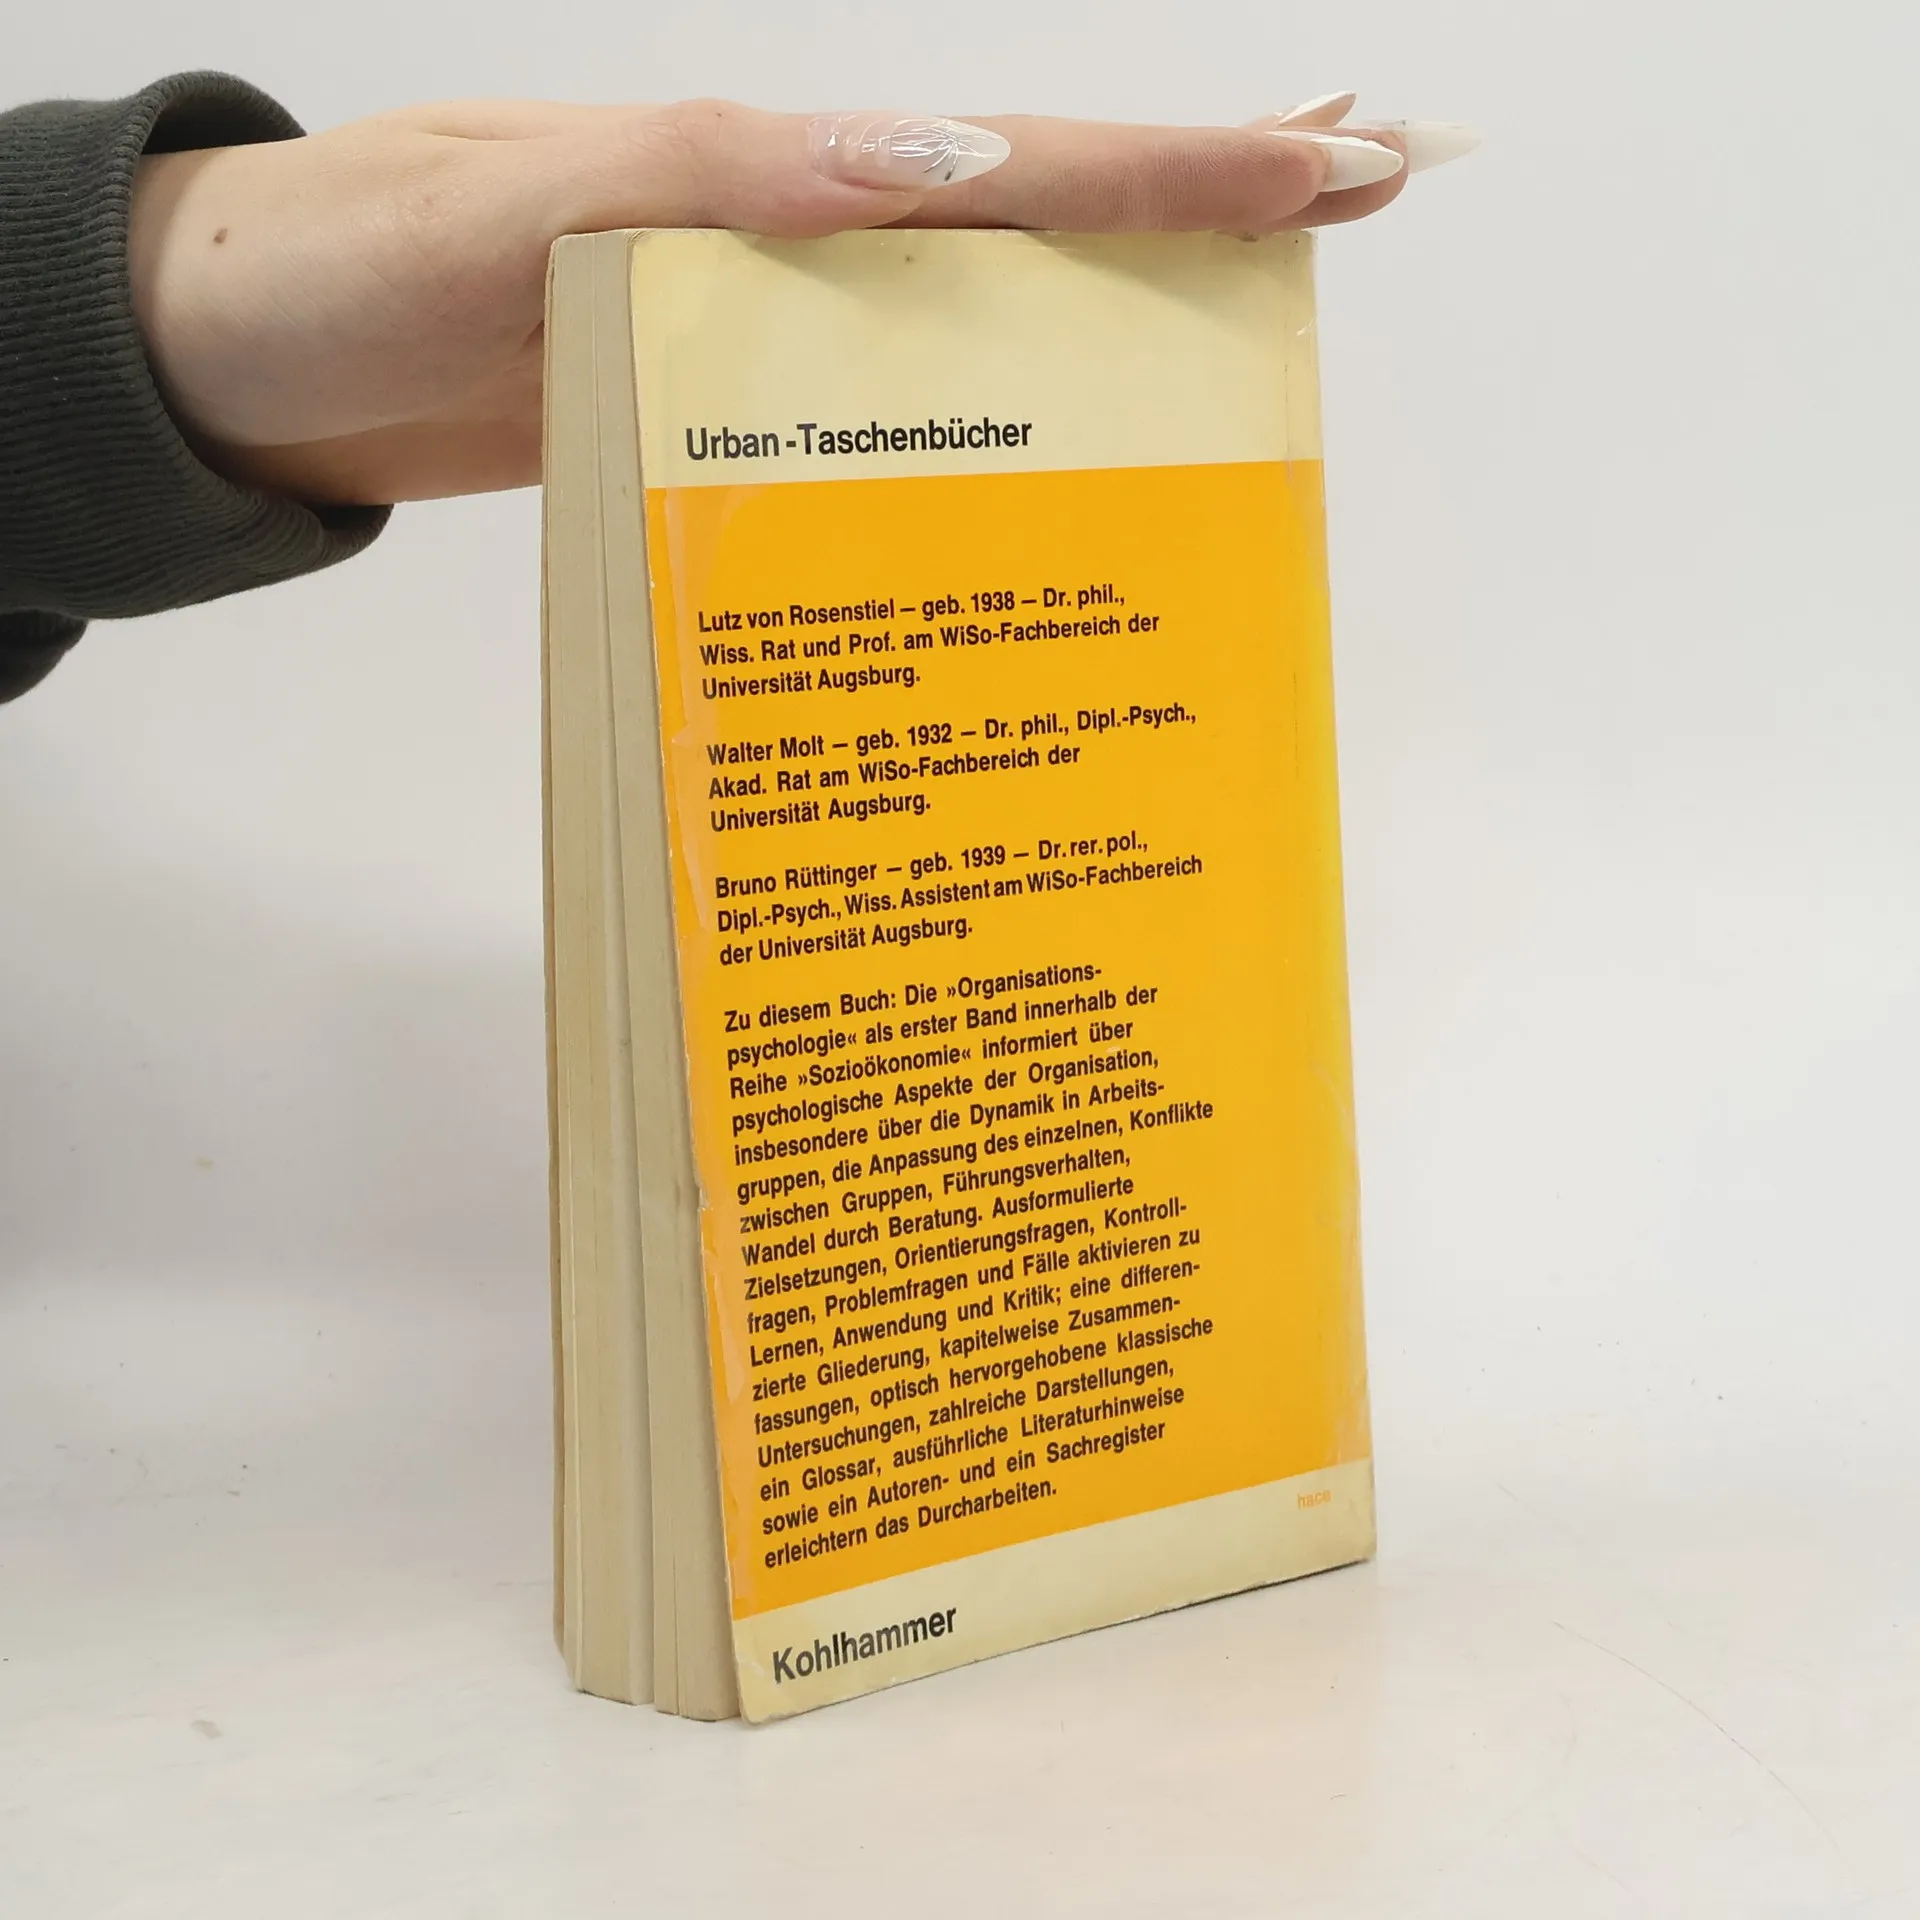 Urban-Taschenbücher
Lutz von Rosenstiel – geb. 1938 – Dr. phil.,
Wiss. Rat und Prof. am WiSo-Fachbereich der
Universität Augsburg.
Walter Molt – geb. 1932 – Dr. phil., Dipl.-Psych.,
Akad. Rat am WiSo-Fachbereich der
Universität Augsburg.
Bruno Rüttinger – geb. 1939 – Dr. rer. pol.,
Dipl.-Psych., Wiss. Assistent am WiSo-Fachbereich
der Universität Augsburg.
Zu diesem Buch: Die »Organisations-
psychologie« als erster Band innerhalb der
Reihe »Sozioökonomie« informiert über
psychologische Aspekte der Organisation,
insbesondere über die Dynamik in Arbeits-
gruppen, die Anpassung des einzelnen, Konflikte
zwischen Gruppen, Führungsverhalten,
Wandel durch Beratung. Ausformulierte
Zielsetzungen, Orientierungsfragen, Kontroll-
fragen, Problemfragen und Fälle aktivieren zu
Lernen, Anwendung und Kritik; eine differen-
zierte Gliederung, kapitelweise Zusammen-
fassungen, optisch hervorgehobene klassische
Untersuchungen, zahlreiche Darstellungen,
ein Glossar, ausführliche Literaturhinweise
sowie ein Autoren- und ein Sachregister
erleichtern das Durcharbeiten.
hace
Kohlhammer